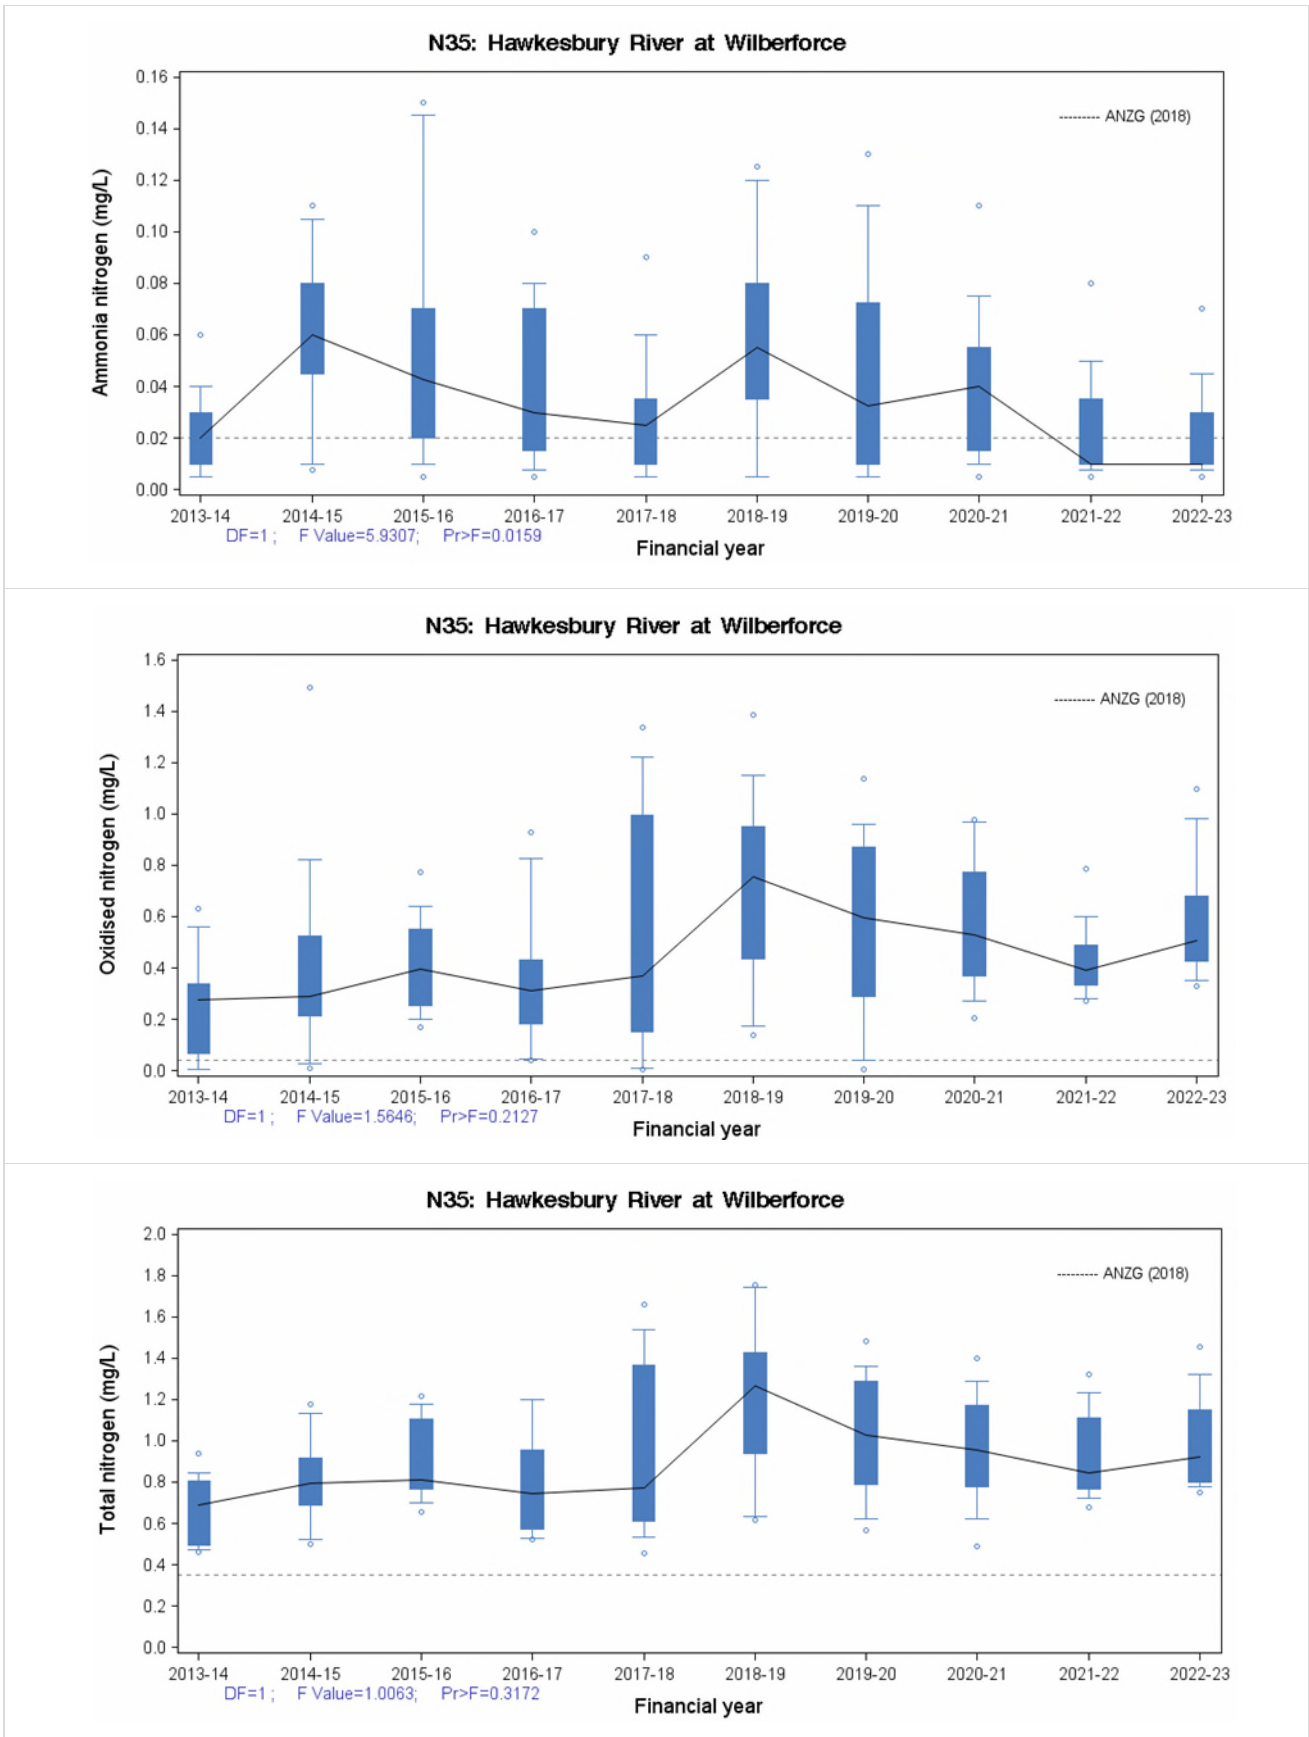 N35: Hawkesbury River at Wilberforce
0.16
0.14
0.12
0.10
0.08
0.06
0.04
0.02
0.00
Ammonia nitrogen (mg/L)
--------- ANZG (2018)
2013-14 2014-15 2015-16 2016-17 2017-18 2018-19 2019-20 2020-21 2021-22 2022-23
DF=1 ; F Value=5.9307; Pr>F=0.0159
Financial year
N35: Hawkesbury River at Wilberforce
1.6
1.4
1.2
1.0
0.8
0.6
0.4
0.2
0.0
Oxidised nitrogen (mg/L)
--------- ANZG (2018)
2013-14 2014-15 2015-16 2016-17 2017-18 2018-19 2019-20 2020-21 2021-22 2022-23
DF=1 ; F Value=1.5646; Pr>F=0.2127
Financial year
N35: Hawkesbury River at Wilberforce
2.0
1.8
1.6
1.4
1.2
1.0
0.8
0.6
0.4
0.2
0.0
Total nitrogen (mg/L)
--------- ANZG (2018)
2013-14 2014-15 2015-16 2016-17 2017-18 2018-19 2019-20 2020-21 2021-22 2022-23
DF=1 ; F Value=1.0063; Pr>F=0.3172
Financial year